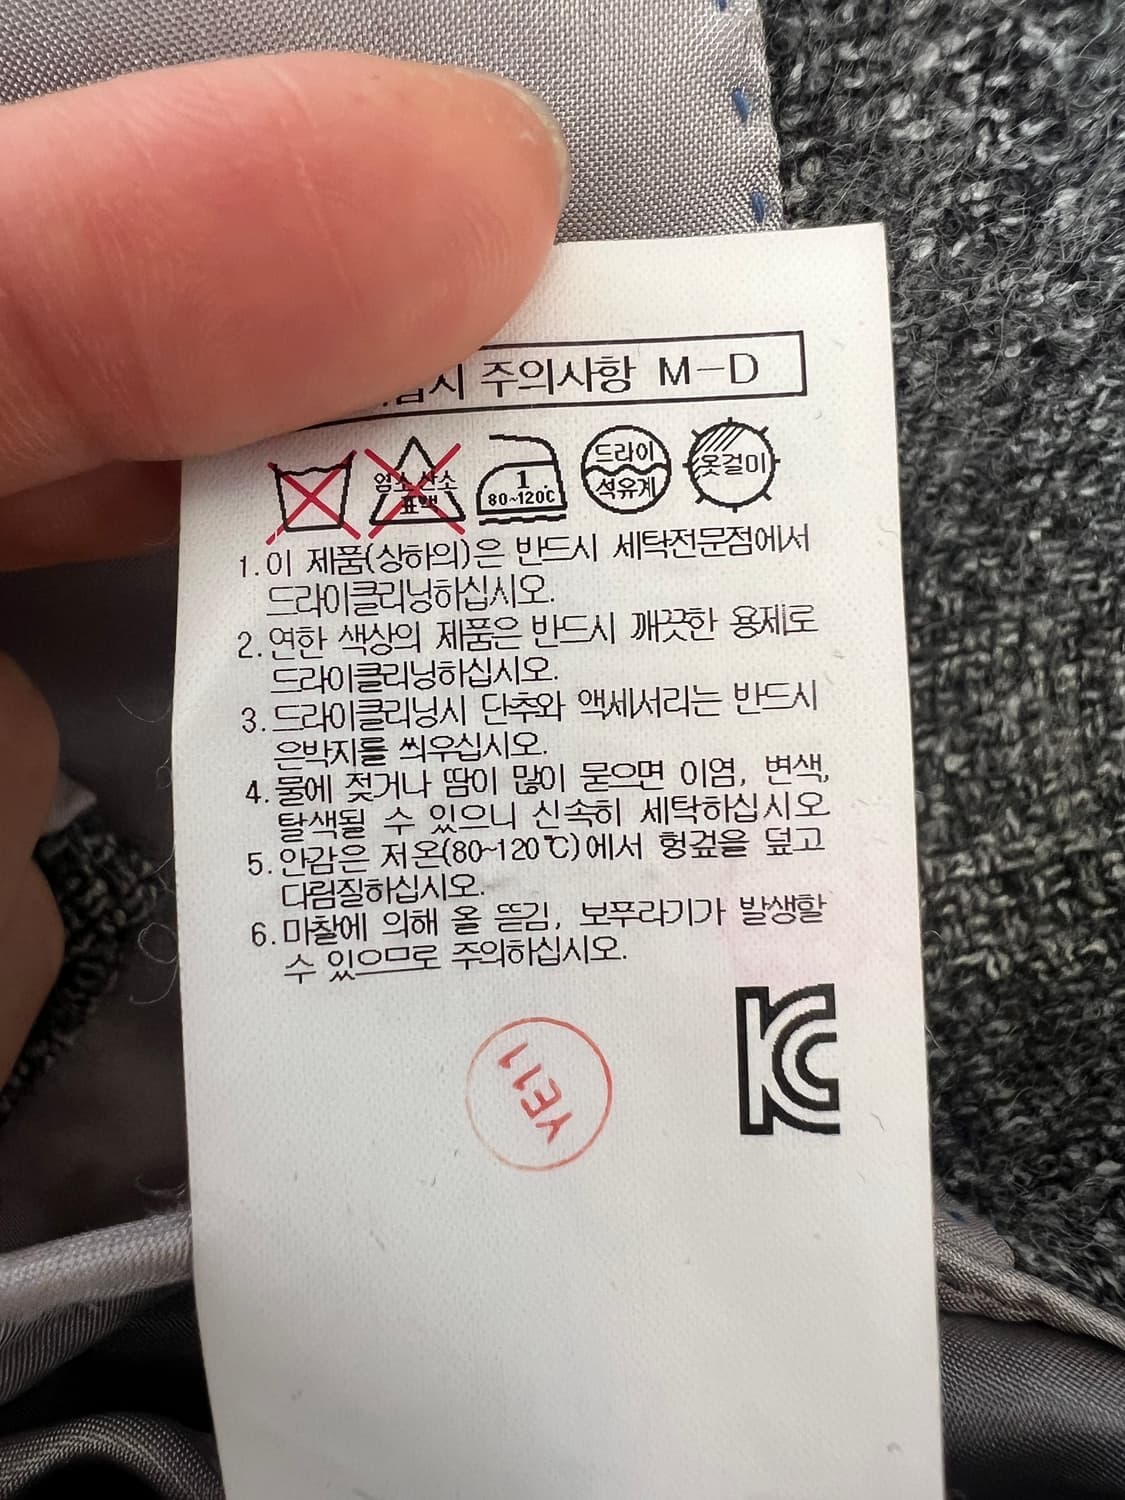 주의사항 M-D
염소 산소
표백
1
80~120℃
드라이
석유계
옷걸이
1. 이 제품(상하의)은 반드시 세탁전문점에서
드라이클리닝하십시오.
2. 연한 색상의 제품은 반드시 깨끗한 용제로
드라이클리닝하십시오.
3. 드라이클리닝시 단추와 액세서리는 반드시
은박지를 씌우십시오.
4. 물에 젖거나 땀이 많이 묻으면 이염, 변색,
탈색될 수 있으니 신속히 세탁하십시오
5. 안감은 저온(80~120℃)에서 헝겊을 덮고
다림질하십시오.
6. 마찰에 의해 올 뜯김, 보푸라기가 발생할
수 있으므로 주의하십시오.
KC
YE11